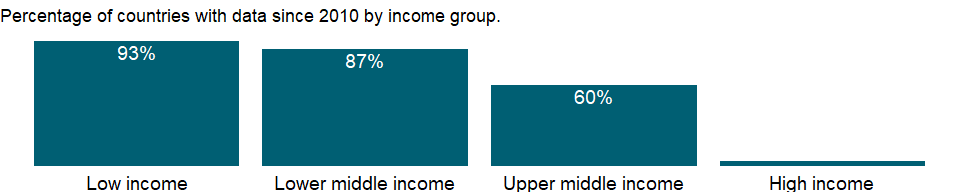 Percentage of countries with data since 2010 by income group.
93%
87%
60%
Low income
Lower middle income
Upper middle income
High income